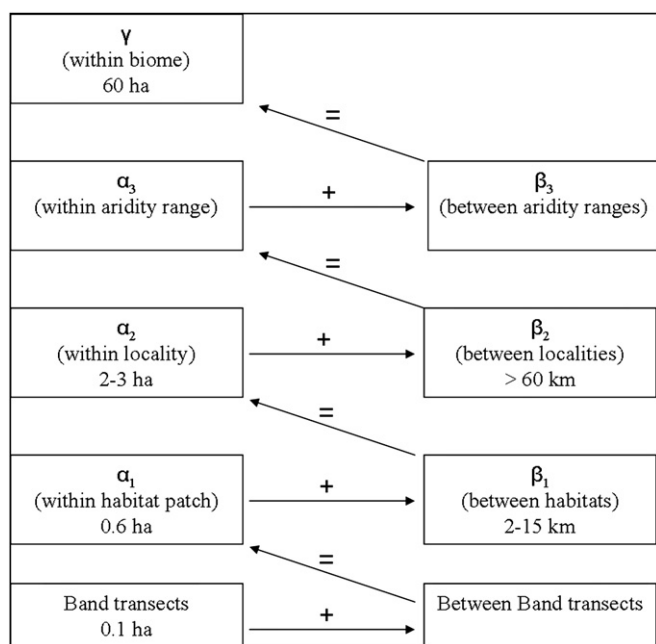 γ
(within biome)
60 ha
=
α₃
(within aridity range)
+
β₃
(between aridity ranges)
=
α₂
(within locality)
2-3 ha
+
β₂
(between localities)
> 60 km
=
α₁
(within habitat patch)
0.6 ha
+
β₁
(between habitats)
2-15 km
=
Band transects
0.1 ha
+
Between Band transects